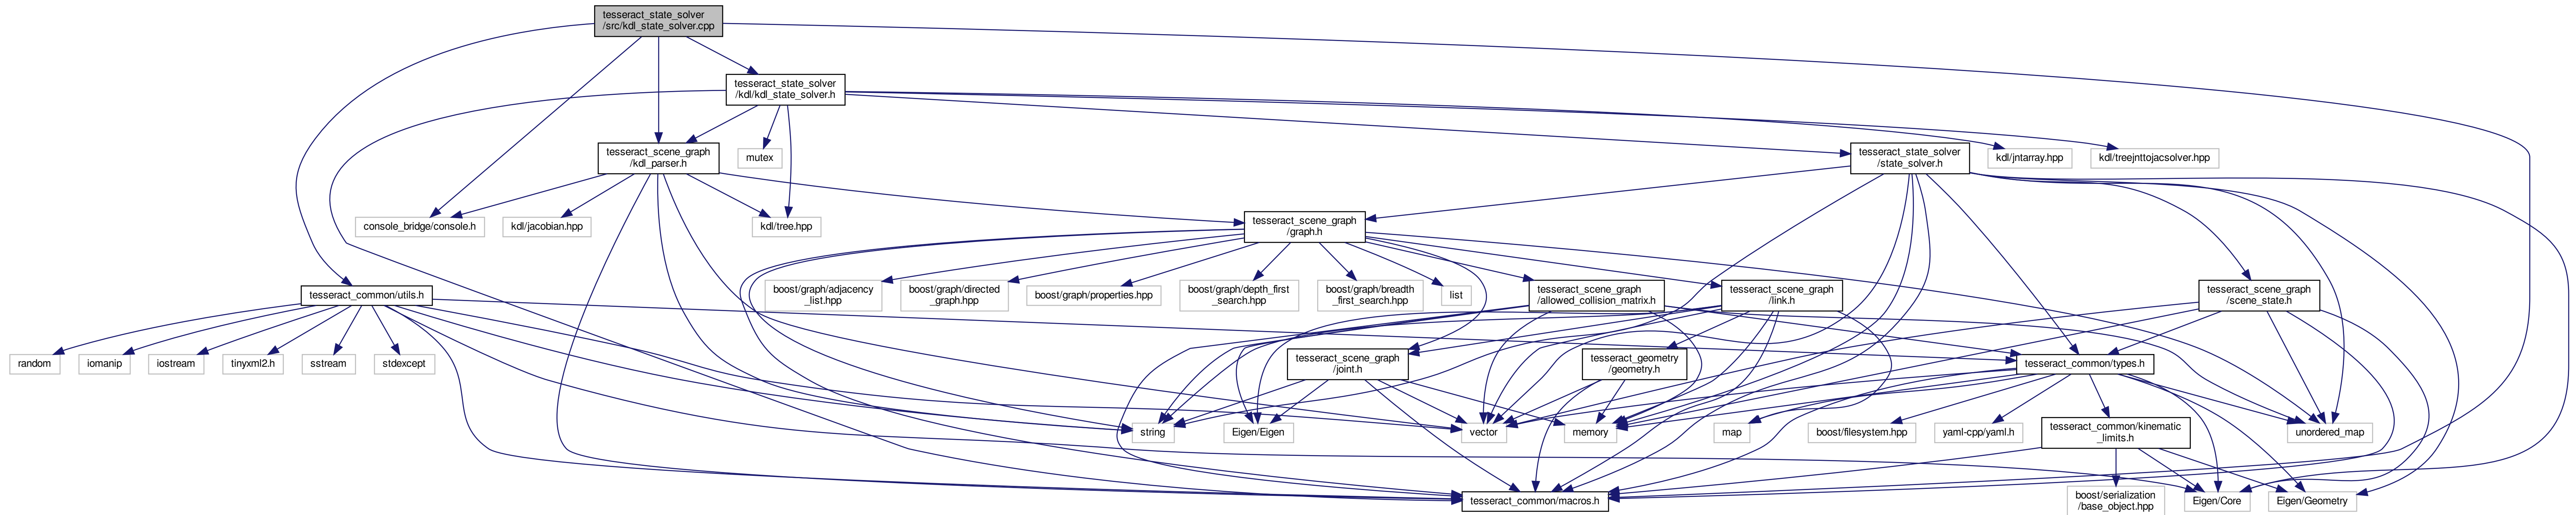 tesseract_state_solver
/src/kdl_state_solver.cpp
tesseract_state_solver
/kdl/kdl_state_solver.h
tesseract_scene_graph
/kdl_parser.h
mutex
tesseract_state_solver
/state_solver.h
kdl/jntarray.hpp
kdl/treejnttojacsolver.hpp
console_bridge/console.h
kdl/jacobian.hpp
kdl/tree.hpp
tesseract_scene_graph
/graph.h
tesseract_common/utils.h
boost/graph/adjacency
_list.hpp
boost/graph/directed
_graph.hpp
boost/graph/properties.hpp
boost/graph/depth_first
_search.hpp
boost/graph/breadth
_first_search.hpp
list
tesseract_scene_graph
/allowed_collision_matrix.h
tesseract_scene_graph
/link.h
tesseract_scene_graph
/scene_state.h
random
iomanip
iostream
tinyxml2.h
sstream
stdexcept
tesseract_scene_graph
/joint.h
tesseract_geometry
/geometry.h
tesseract_common/types.h
string
Eigen/Eigen
vector
memory
map
boost/filesystem.hpp
yaml-cpp/yaml.h
tesseract_common/kinematic
_limits.h
unordered_map
tesseract_common/macros.h
boost/serialization
/base_object.hpp
Eigen/Core
Eigen/Geometry